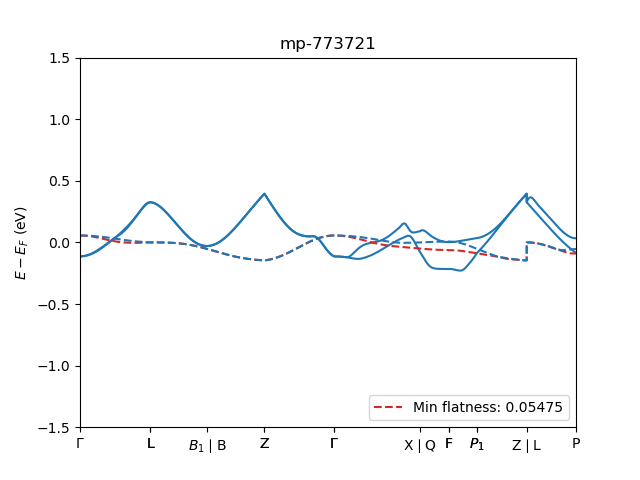 mp-773721
E − E_F (eV)
1.5
1.0
0.5
0.0
−0.5
−1.0
−1.5
Min flatness: 0.05475
Γ L B₁ | B Z Γ X | Q F P₁ Z | L P